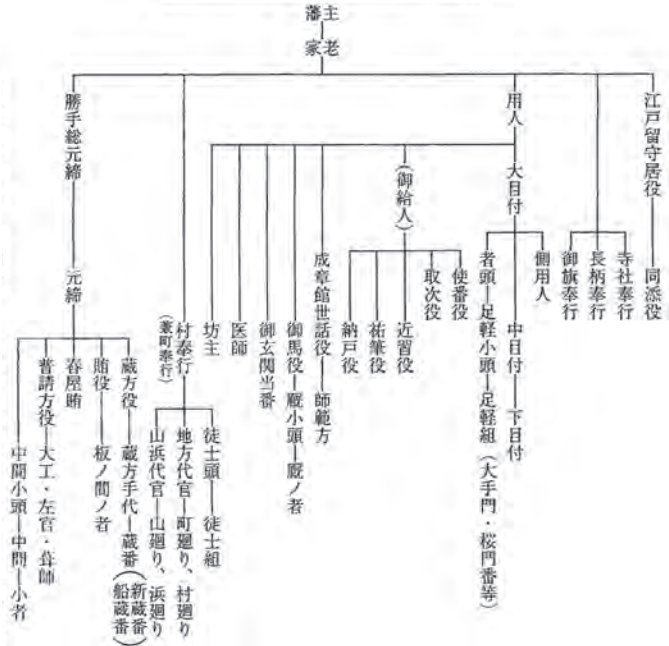 藩主
家老
江戸留守居役
同添役
寺社奉行
長柄奉行
御旗奉行
用人
大目付
側用人
中目付
下目付
者頭
足軽小頭
足軽組(大手門・桜門番等)
(御給人)
使番役
取次役
近習役
祐筆役
納戸役
成章館世話役
師範方
御馬役
厩小頭
厩ノ者
御玄関当番
医師
坊主
村奉行
(兼町奉行)
徒士頭
徒士組
地方代官
町廻り、村廻り
山浜代官
山廻り、浜廻り
勝手総元締
元締
蔵方役
蔵方手代
蔵番
(新蔵番
船蔵番)
賄役
板ノ間ノ者
舂屋賄
普請方役
大工・左官・葺師
中間小頭
中間
小者